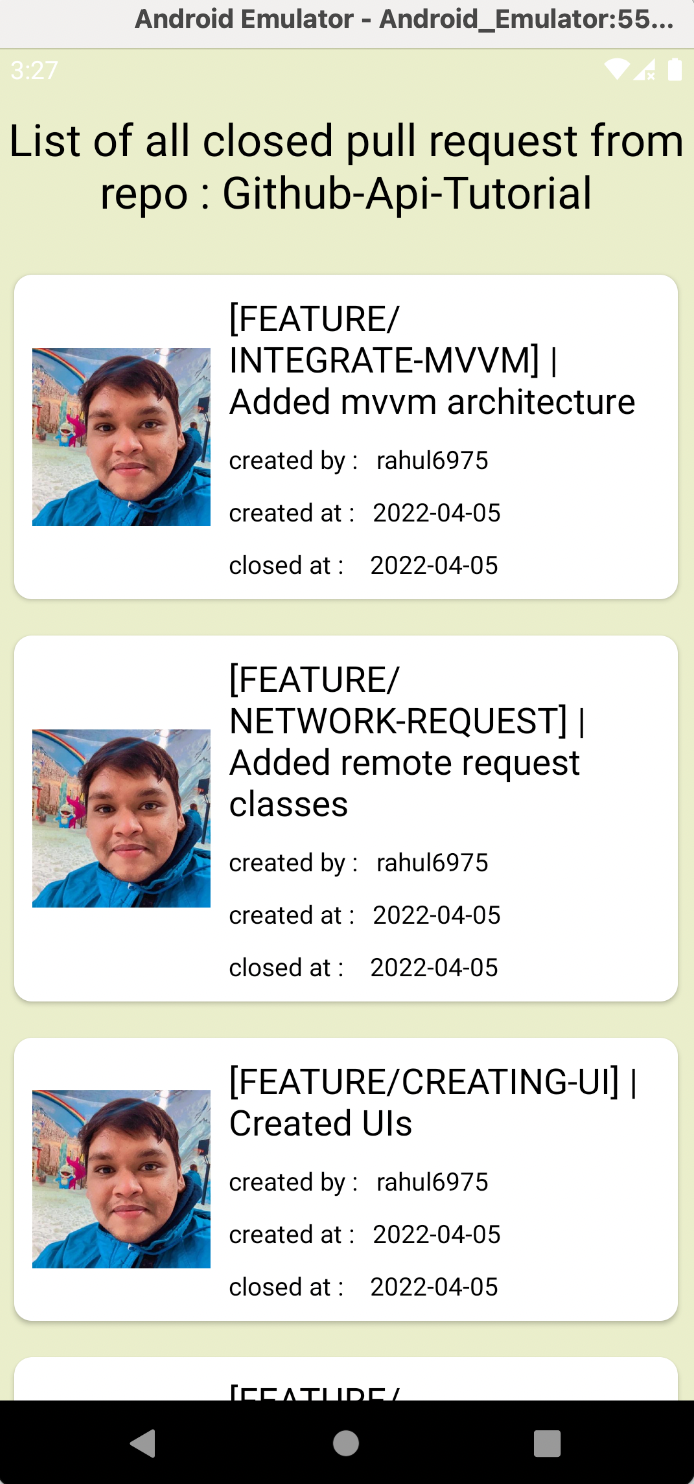 Android Emulator - Android_Emulator:55...
3:27
List of all closed pull request from
repo : Github-Api-Tutorial
[FEATURE/
INTEGRATE-MVVM] |
Added mvvm architecture
created by : rahul6975
created at : 2022-04-05
closed at : 2022-04-05
[FEATURE/
NETWORK-REQUEST] |
Added remote request
classes
created by : rahul6975
created at : 2022-04-05
closed at : 2022-04-05
[FEATURE/CREATING-UI] |
Created UIs
created by : rahul6975
created at : 2022-04-05
closed at : 2022-04-05
[FEATURE/